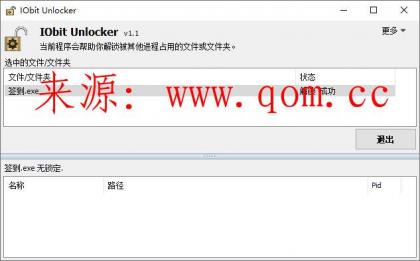 IObit Unlocker
IObit Unlocker v1.1
更多
当前程序会帮助你解锁被其他进程占用的文件或文件夹。
选中的文件/文件夹
文件/文件夹 状态
签到.exe 成功
来源：www.qom.cc
退出
签到.exe 无锁定.
名称 路径 Pid